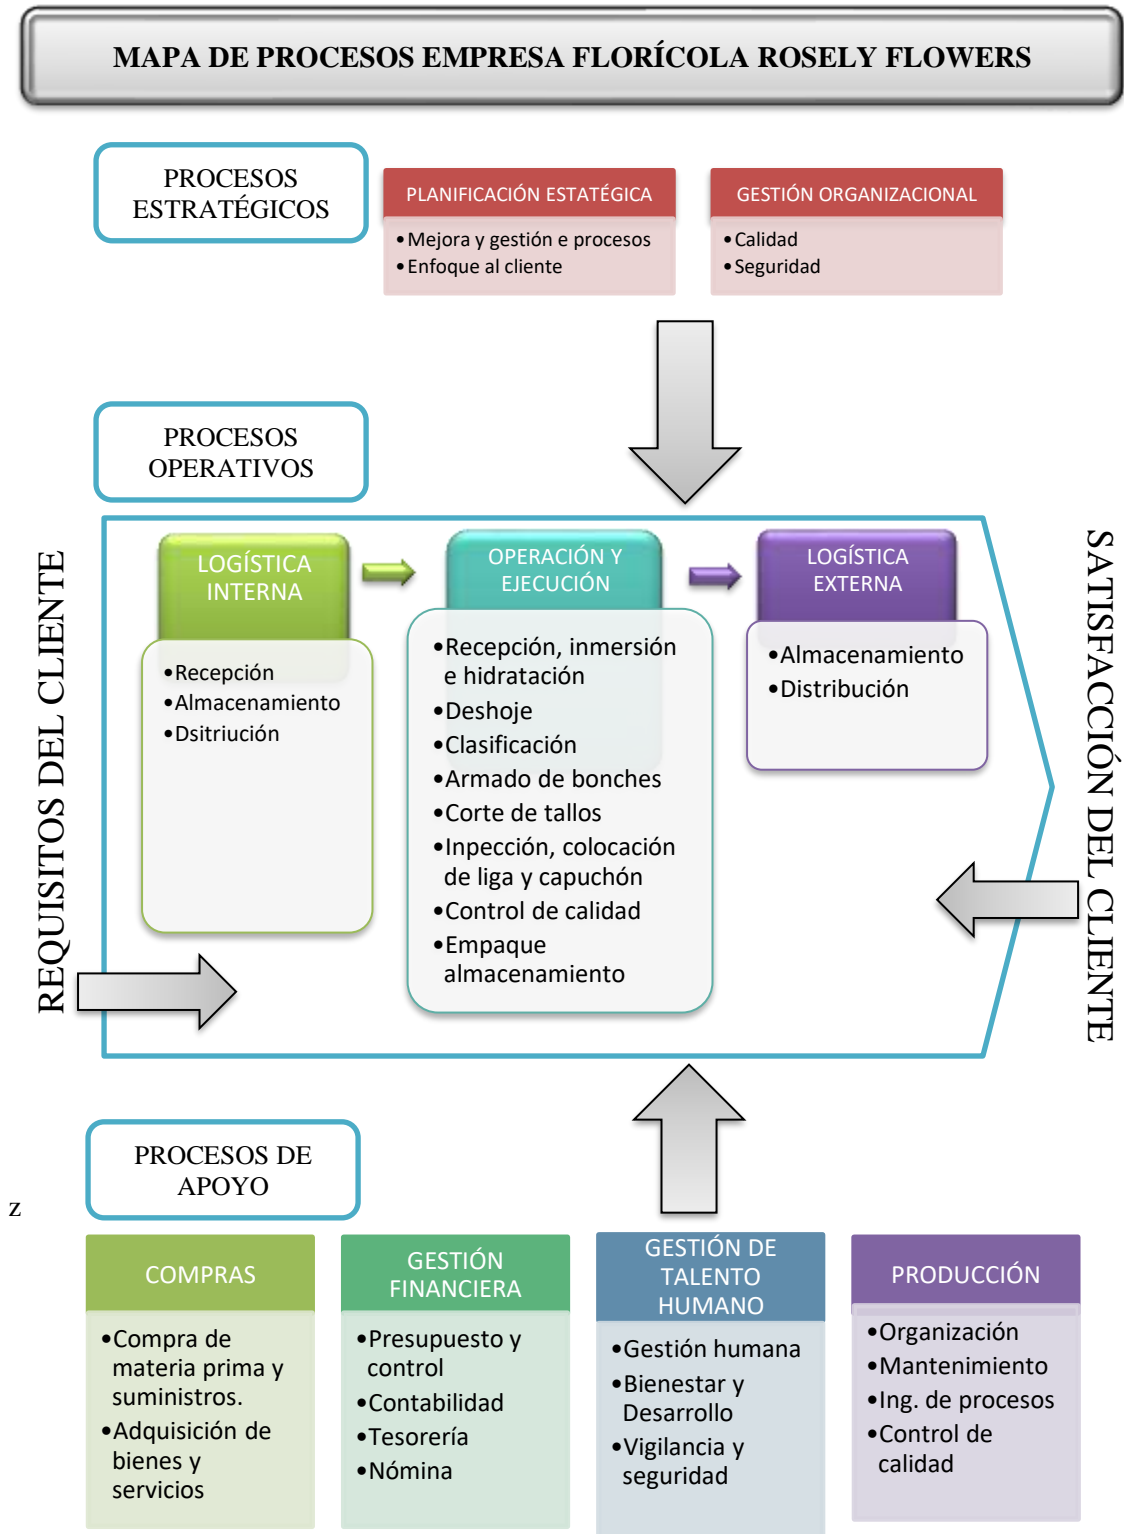 MAPA DE PROCESOS EMPRESA FLORÍCOLA ROSELY FLOWERS
PROCESOS
ESTRATÉGICOS
PLANIFICACIÓN ESTATÉGICA
•Mejora y gestión e procesos
•Enfoque al cliente
GESTIÓN ORGANIZACIONAL
•Calidad
•Seguridad
PROCESOS
OPERATIVOS
REQUISITOS DEL CLIENTE
LOGÍSTICA
INTERNA
•Recepción
•Almacenamiento
•Dsitriución
OPERACIÓN Y
EJECUCIÓN
•Recepción, inmersión
e hidratación
•Deshoje
•Clasificación
•Armado de bonches
•Corte de tallos
•Inpección, colocación
de liga y capuchón
•Control de calidad
•Empaque
almacenamiento
LOGÍSTICA
EXTERNA
•Almacenamiento
•Distribución
SATISFACCIÓN DEL CLIENTE
PROCESOS DE
APOYO
z
COMPRAS
•Compra de
materia prima y
suministros.
•Adquisición de
bienes y
servicios
GESTIÓN
FINANCIERA
•Presupuesto y
control
•Contabilidad
•Tesorería
•Nómina
GESTIÓN DE
TALENTO
HUMANO
•Gestión humana
•Bienestar y
Desarrollo
•Vigilancia y
seguridad
PRODUCCIÓN
•Organización
•Mantenimiento
•Ing. de procesos
•Control de
calidad